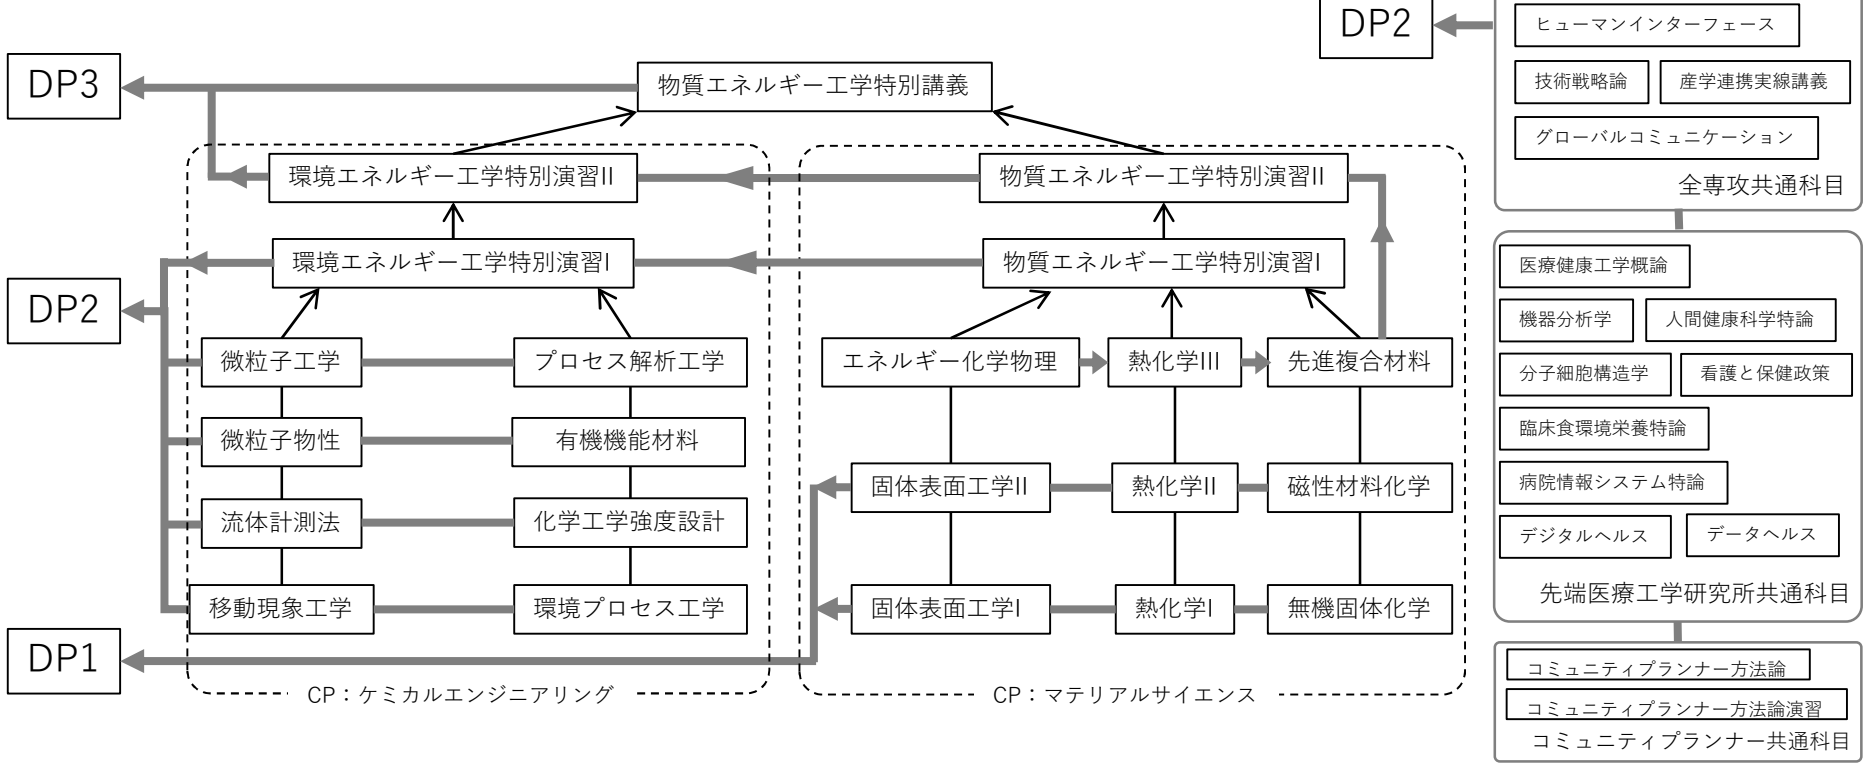 DP2
ヒューマンインターフェース
DP3
物質エネルギー工学特別講義
技術戦略論
産学連携実線講義
グローバルコミュニケーション
環境エネルギー工学特別演習II
物質エネルギー工学特別演習II
全専攻共通科目
環境エネルギー工学特別演習I
物質エネルギー工学特別演習I
医療健康工学概論
DP2
機器分析学
人間健康科学特論
微粒子工学
プロセス解析工学
エネルギー化学物理
熱化学III
先進複合材料
分子細胞構造学
看護と保健政策
微粒子物性
有機機能材料
臨床食環境栄養特論
固体表面工学II
熱化学II
磁性材料化学
病院情報システム特論
流体計測法
化学工学強度設計
デジタルヘルス
データヘルス
移動現象工学
環境プロセス工学
固体表面工学I
熱化学I
無機固体化学
先端医療工学研究所共通科目
DP1
CP：ケミカルエンジニアリング
CP：マテリアルサイエンス
コミュニティプランナー方法論
コミュニティプランナー方法論演習
コミュニティプランナー共通科目